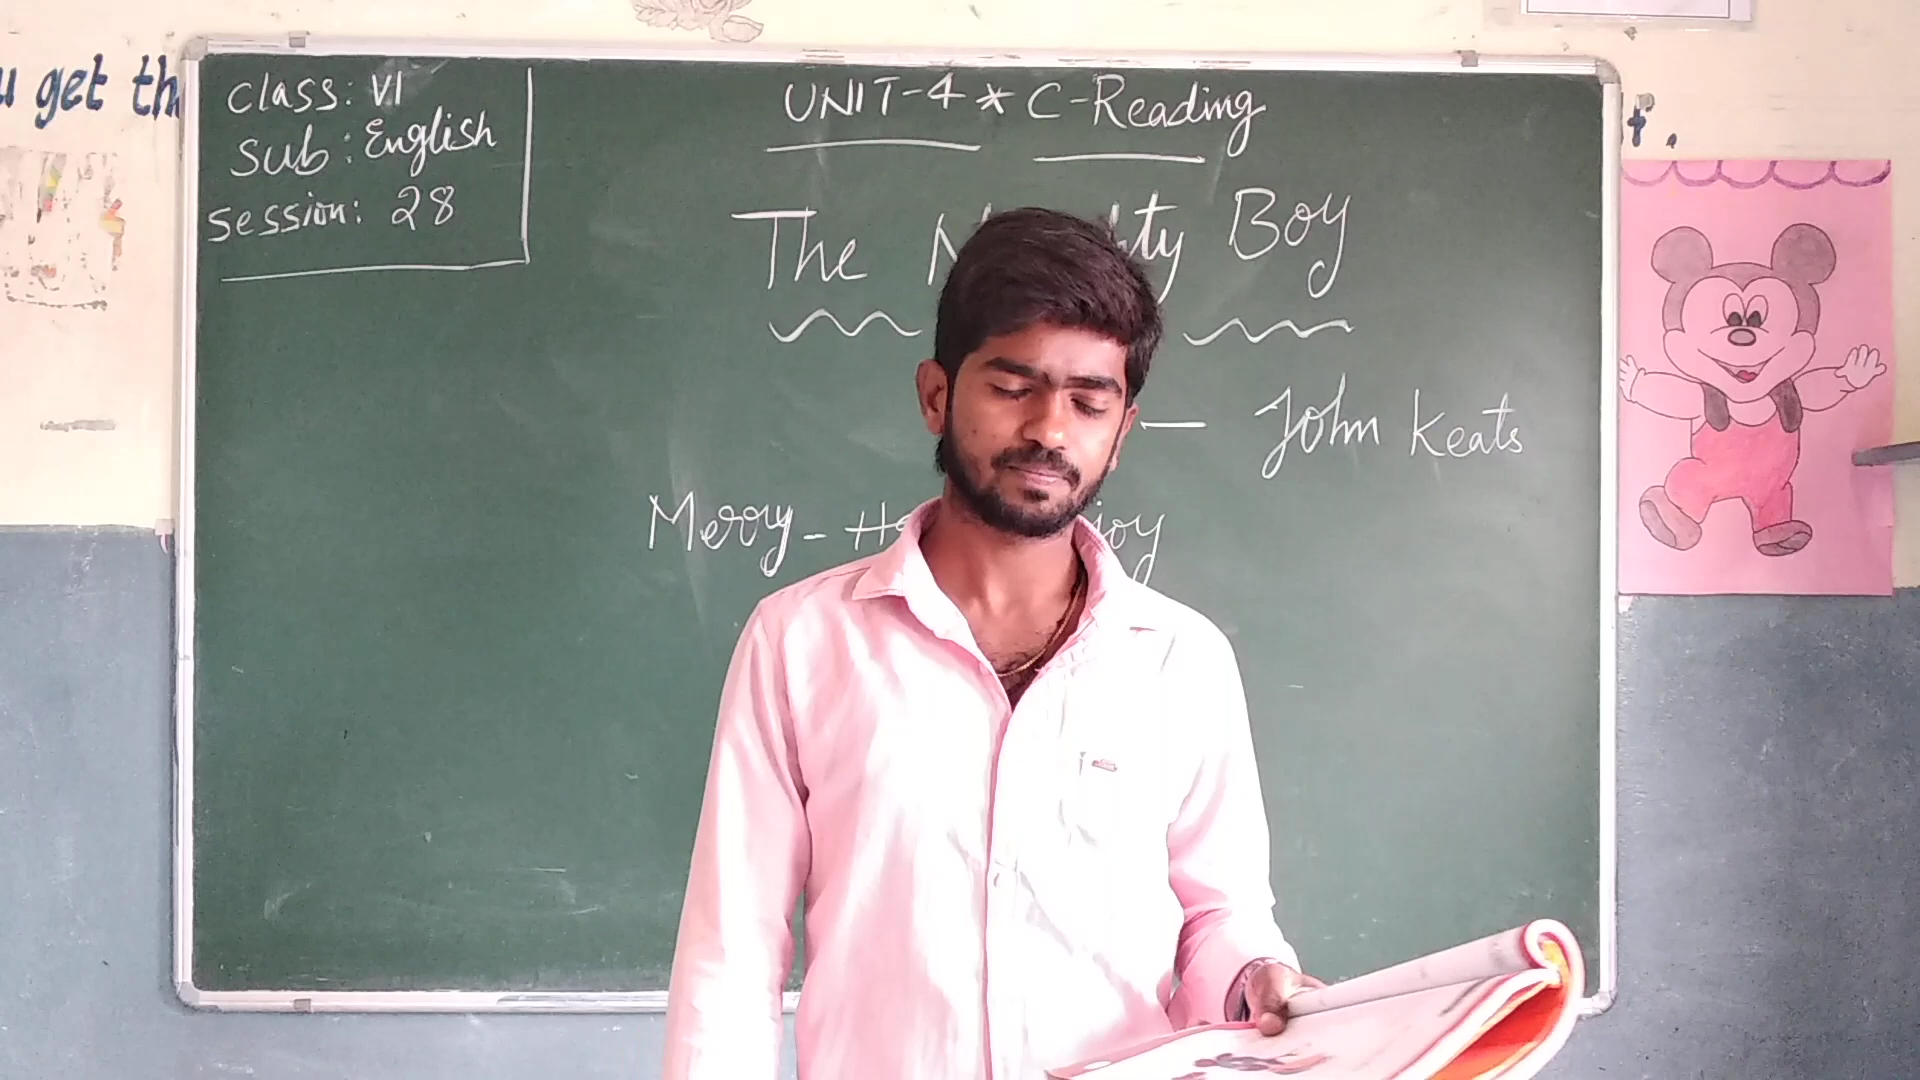 u get th
t.
Class: VI
Sub: English
Session: 28
UNIT-4 * C-Reading
The Boy
— John Keats
Merry -